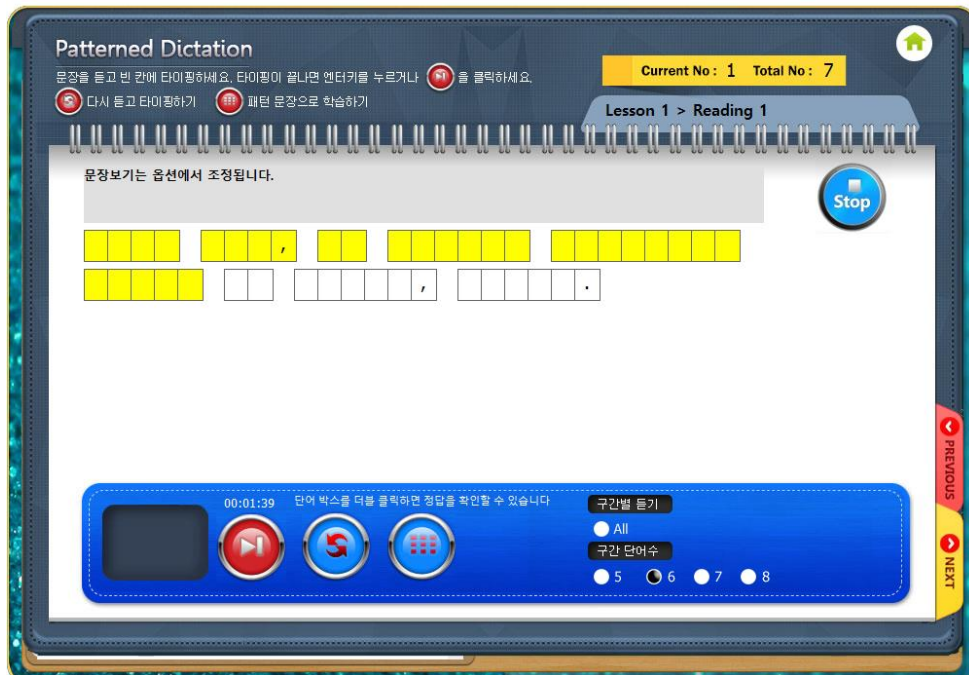 Patterned Dictation
문장을 듣고 빈 칸에 타이핑하세요. 타이핑이 끝나면 엔터키를 누르거나 을 클릭하세요.
다시 듣고 타이핑하기 패턴 문장으로 학습하기
Current No : 1 Total No : 7
Lesson 1 > Reading 1
문장보기는 옵션에서 조정됩니다.
Stop
,
, .
PREVIOUS
NEXT
00:01:39 단어 박스를 더블 클릭하면 정답을 확인할 수 있습니다
구간별 듣기
All
구간 단어수
5 6 7 8